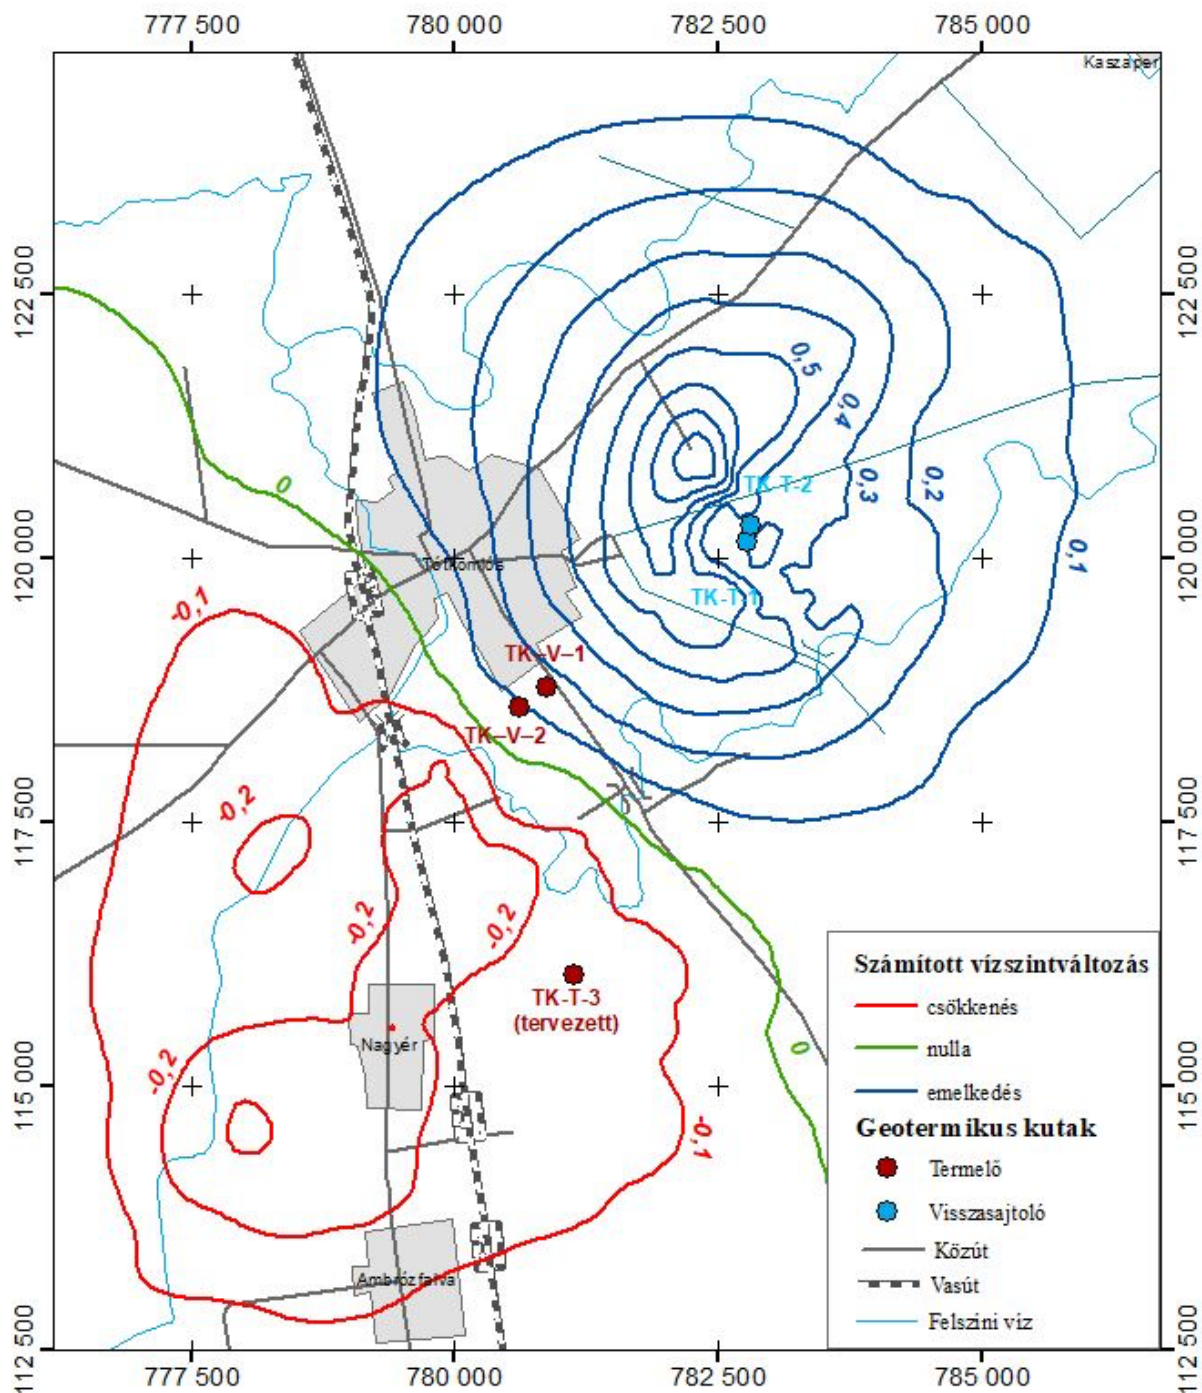 777 500
780 000
782 500
785 000
Kaszaper
112 500
122 500
0,5
0,4
0,3
0,2
0,1
0
TK-T-2
120 000
120 000
Tótkomlós
TK-T-1
-0,1
TK-V-1
TK-V-2
117 500
117 500
-0,2
-0,2
-0,2
TK-T-3
(tervezett)
0
Nagyér
-0,2
115 000
115 000
-0,1
Ambrózfalva
112 500
112 500
Számított vízszintváltozás
csökkenés
nulla
emelkedés
Geotermikus kutak
Termelő
Visszasajtoló
Közút
Vasút
Felszíni víz
777 500
780 000
782 500
785 000